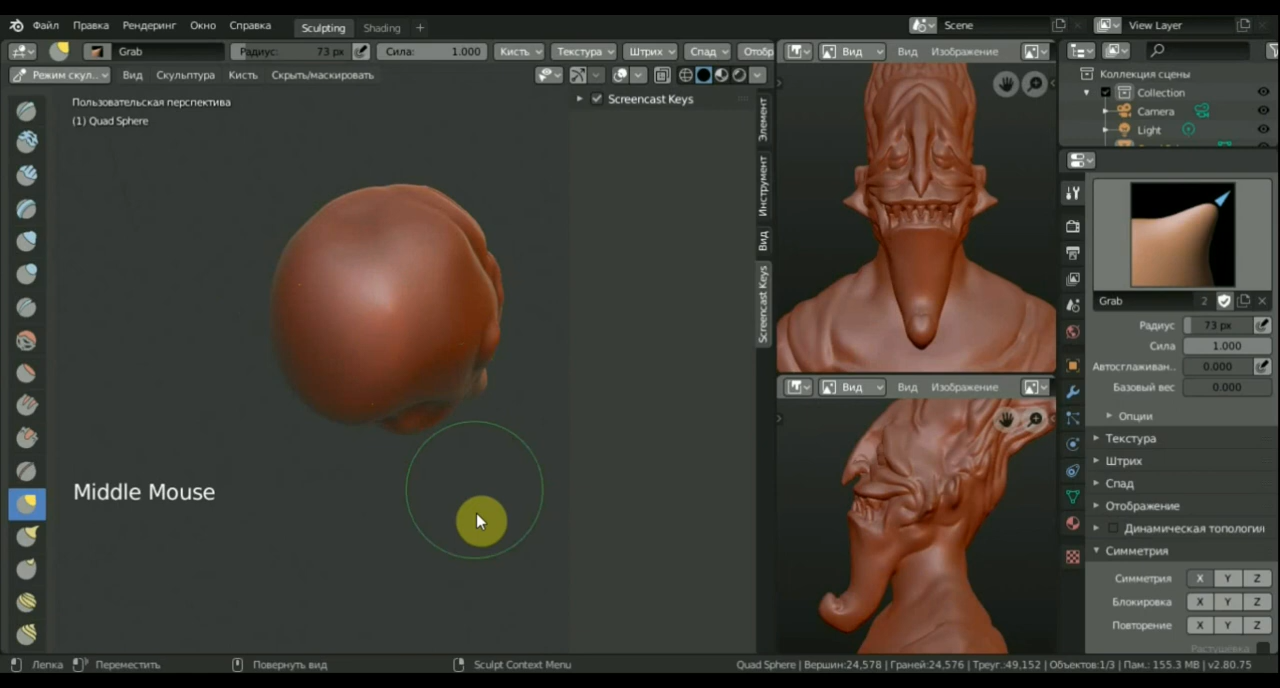 Файл Правка Рендеринг Окно Справка Sculpting Shading + Scene View Layer
Grab Радиус: 73 px Сила: 1.000 Кисть Текстура Штрих Спад Отобр
Вид Вид Изображение
Режим скул.. Вид Скульптура Кисть Скрыть/маскировать
Пользовательская перспектива
(1) Quad Sphere
Screencast Keys
Элемент
Инструмент
Вид
Screencast Keys
Middle Mouse
Вид Вид Изображение
Коллекция сцены
Collection
Camera
Light
Grab 2
Радиус 73 px
Сила 1.000
Автосглаживан.. 0.000
Базовый вес 0.000
Опции
Текстура
Штрих
Спад
Отображение
Динамическая топология
Симметрия
Симметрия X Y Z
Блокировка X Y Z
Повторение X Y Z
Растушевка
Лепка Переместить Повернуть вид Sculpt Context Menu Quad Sphere | Вершин:24,578 | Граней:24,576 | Треуг.:49,152 | Объектов:1/3 | Пам.: 155.3 MB | v2.80.75